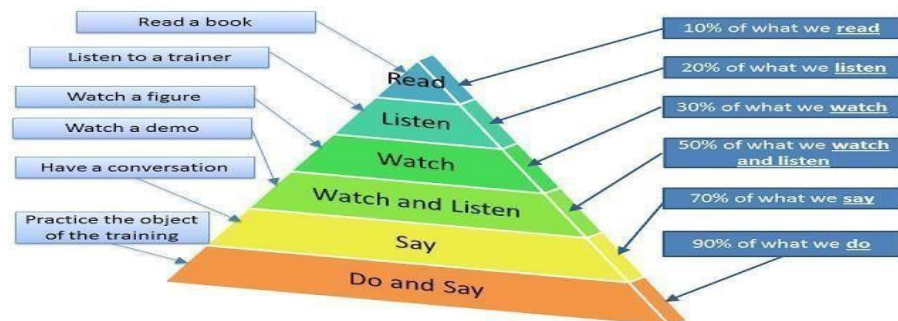 Read a book
Listen to a trainer
Watch a figure
Watch a demo
Have a conversation
Practice the object
of the training
Read
Listen
Watch
Watch and Listen
Say
Do and Say
10% of what we read
20% of what we listen
30% of what we watch
50% of what we watch
and listen
70% of what we say
90% of what we do